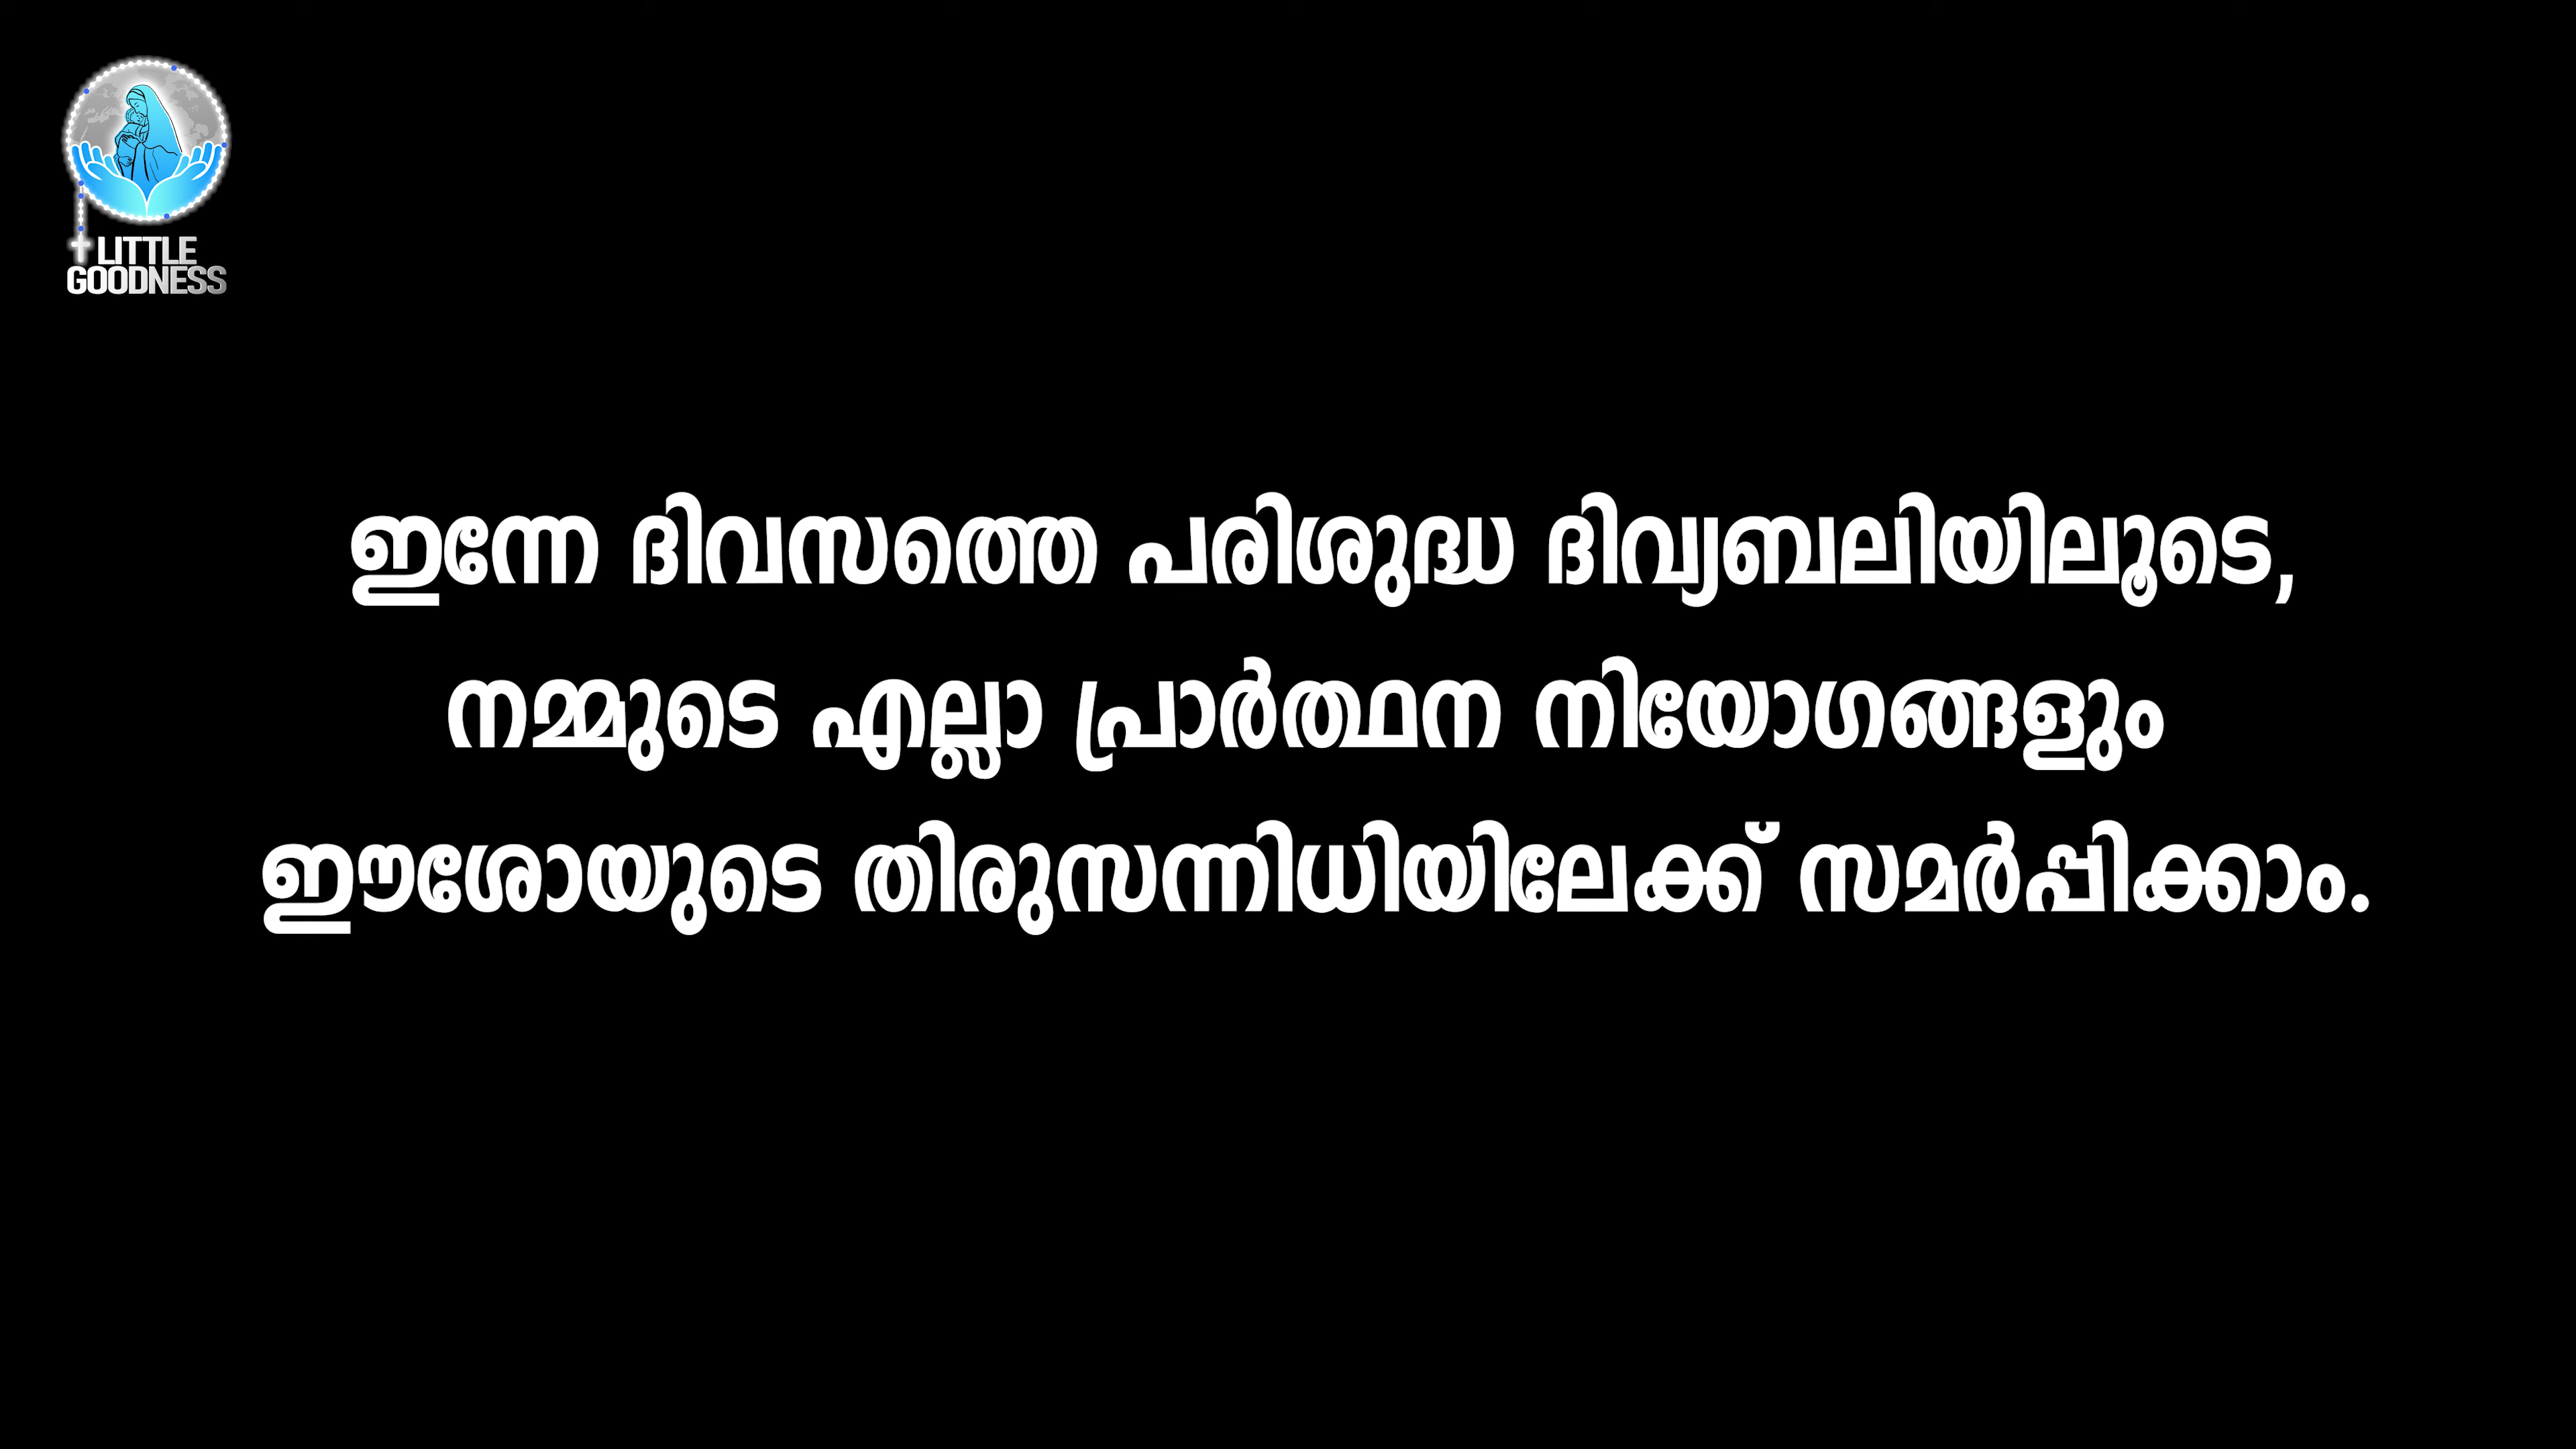 LITTLE
GOODNESS
ഇന്നേ ദിവസത്തെ പരിശുദ്ധ ദിവ്യബലിയിലൂടെ,
നമ്മുടെ എല്ലാ പ്രാർത്ഥന നിയോഗങ്ങളും
ഈശോയുടെ തിരുസന്നിധിയിലേക്ക് സമർപ്പിക്കാം.